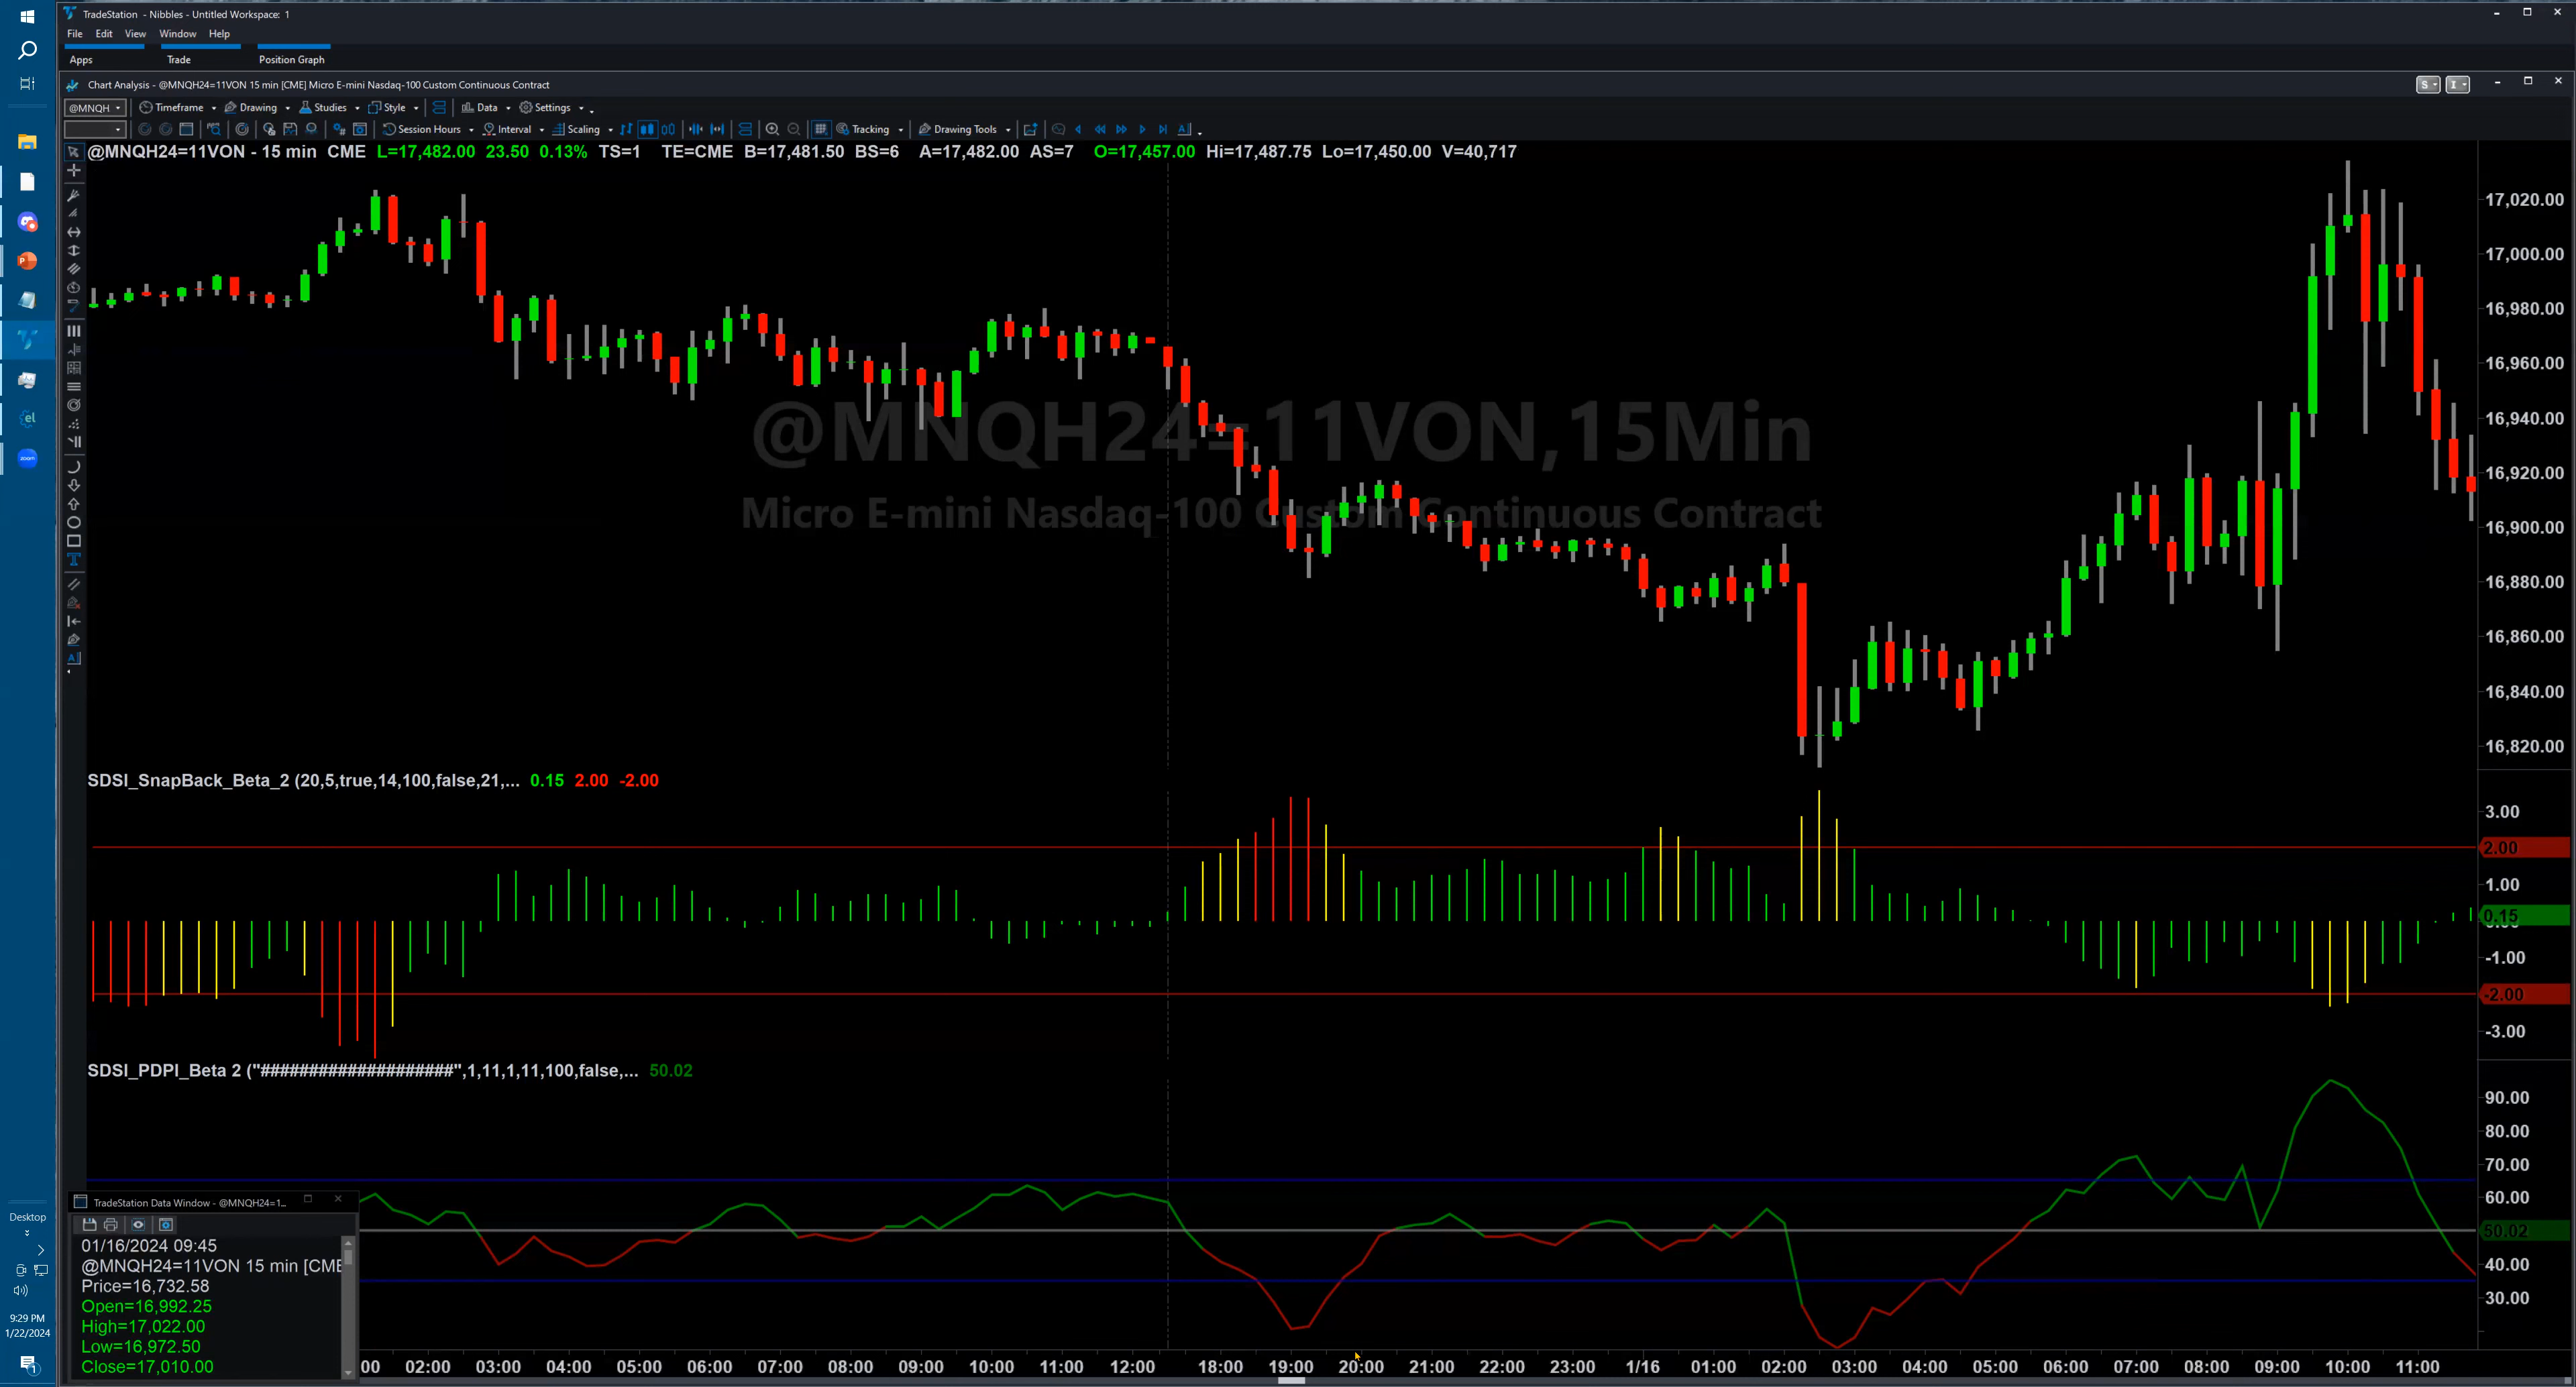 TradeStation - Nibbles - Untitled Workspace: 1
File Edit View Window Help
Apps Trade Position Graph
Chart Analysis - @MNQH24=11VON 15 min [CME] Micro E-mini Nasdaq-100 Custom Continuous Contract
S I
@MNQH Timeframe Drawing Studies Style Data Settings
Session Hours Interval Scaling Tracking Drawing Tools
@MNQH24=11VON - 15 min CME L=17,482.00 23.50 0.13% TS=1 TE=CME B=17,481.50 BS=6 A=17,482.00 AS=7 O=17,457.00 Hi=17,487.75 Lo=17,450.00 V=40,717
17,020.00
17,000.00
16,980.00
16,960.00
16,940.00
16,920.00
16,900.00
16,880.00
16,860.00
16,840.00
16,820.00
@MNQH24=11VON,15Min
Micro E-mini Nasdaq-100 Custom Continuous Contract
SDSI_SnapBack_Beta_2 (20,5,true,14,100,false,21,... 0.15 2.00 -2.00
3.00
2.00
1.00
0.15
-1.00
-2.00
-3.00
SDSI_PDPI_Beta 2 ("####################",1,11,1,11,100,false,... 50.02
90.00
80.00
70.00
60.00
50.02
40.00
30.00
TradeStation Data Window - @MNQH24=1...
01/16/2024 09:45
@MNQH24=11VON 15 min [CME
Price=16,732.58
Open=16,992.25
High=17,022.00
Low=16,972.50
Close=17,010.00
:00 02:00 03:00 04:00 05:00 06:00 07:00 08:00 09:00 10:00 11:00 12:00 18:00 19:00 20:00 21:00 22:00 23:00 1/16 01:00 02:00 03:00 04:00 05:00 06:00 07:00 08:00 09:00 10:00 11:00
Desktop
9:29 PM
1/22/2024
1
el
zoom